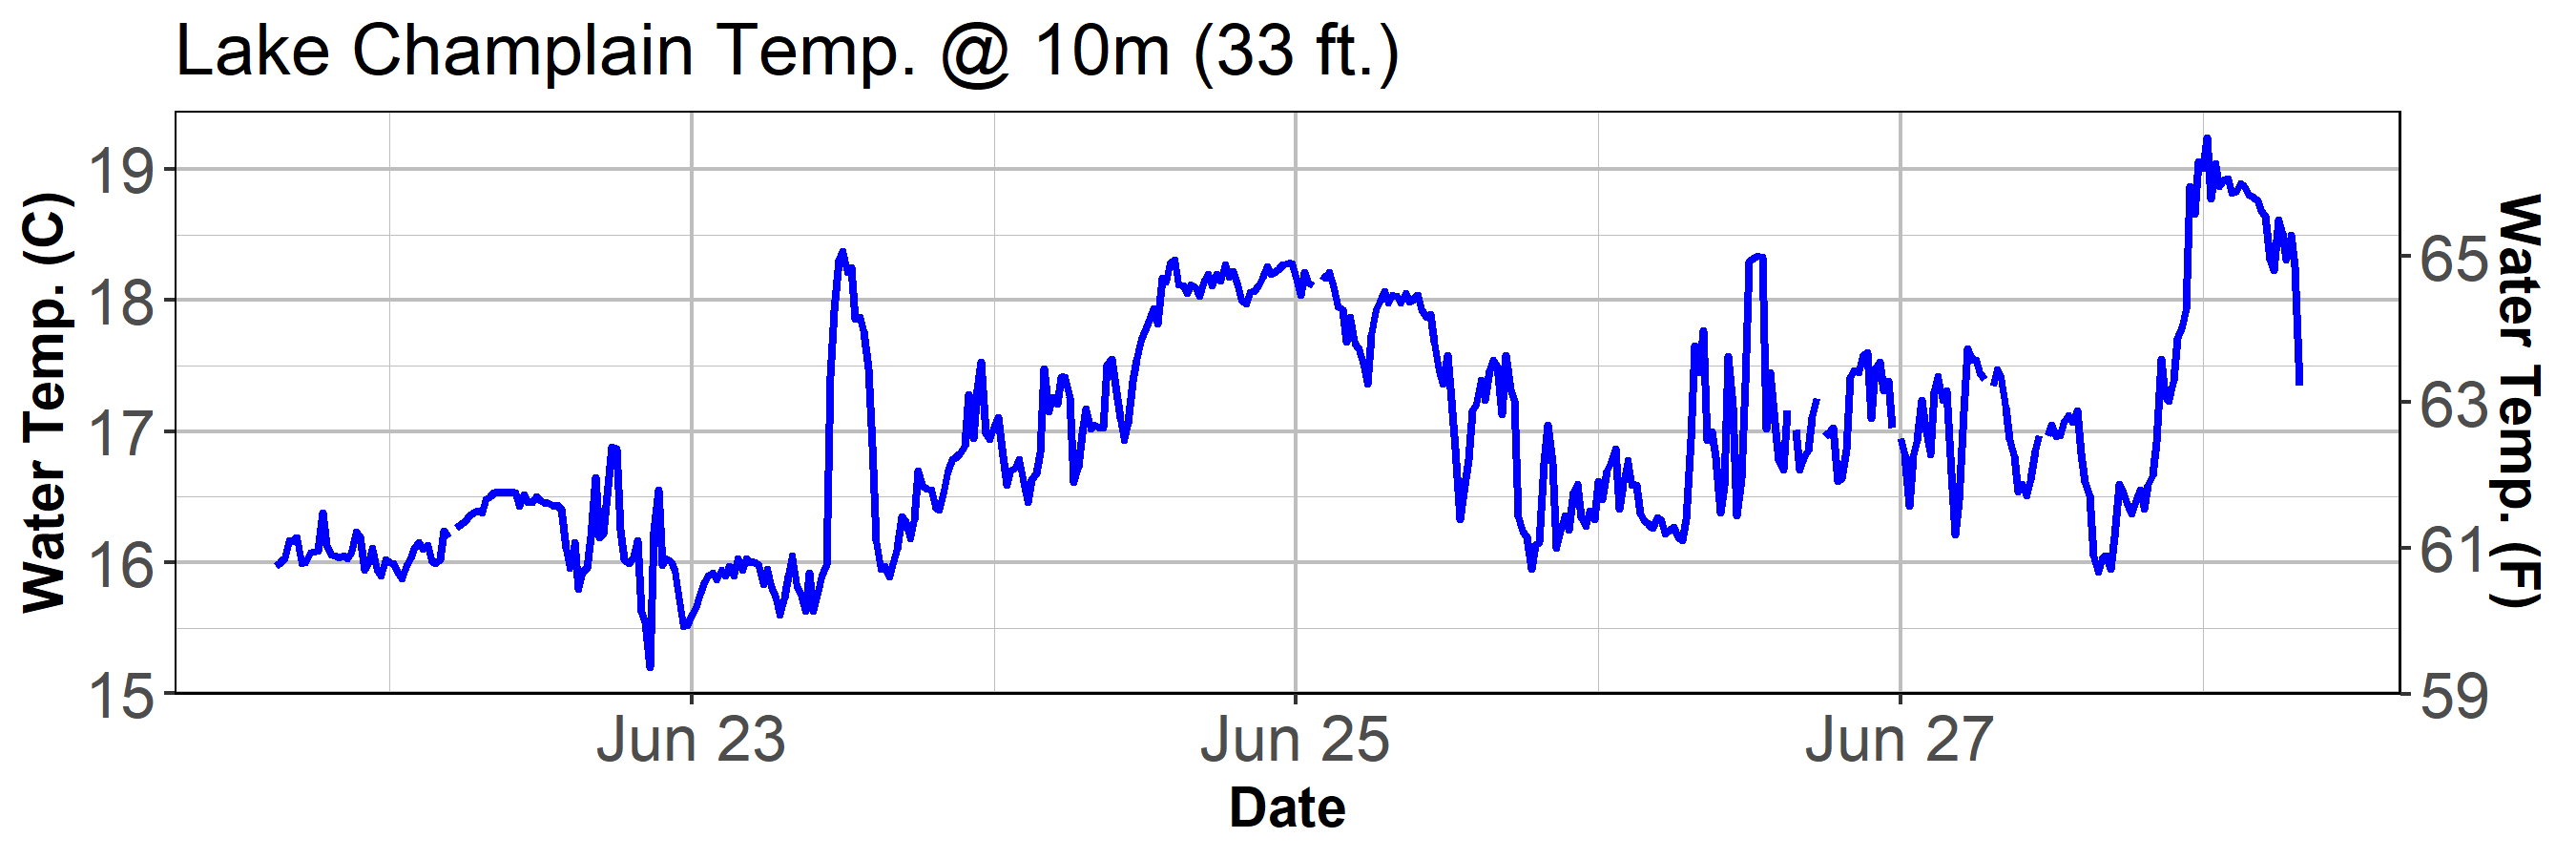 Lake Champlain Temp. @ 10m (33 ft.)
Water Temp. (C)
19
18
17
16
15
65
63
61
59
Water Temp. (F)
Jun 23
Jun 25
Jun 27
Date